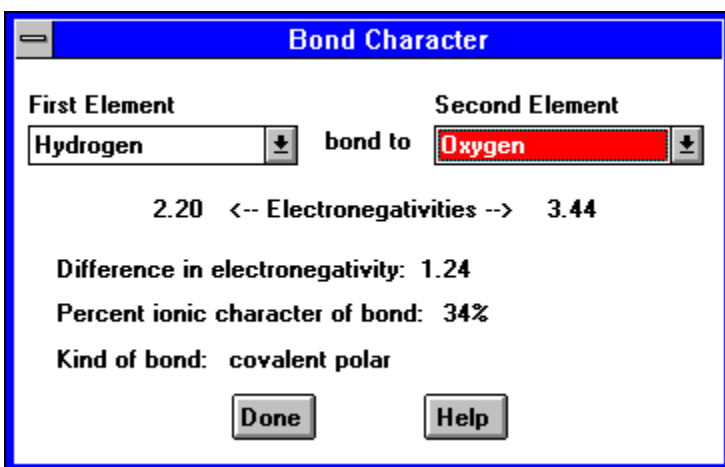 Bond Character
First Element Second Element
Hydrogen bond to Oxygen
2.20 <-- Electronegativities --> 3.44
Difference in electronegativity: 1.24
Percent ionic character of bond: 34%
Kind of bond: covalent polar
Done Help